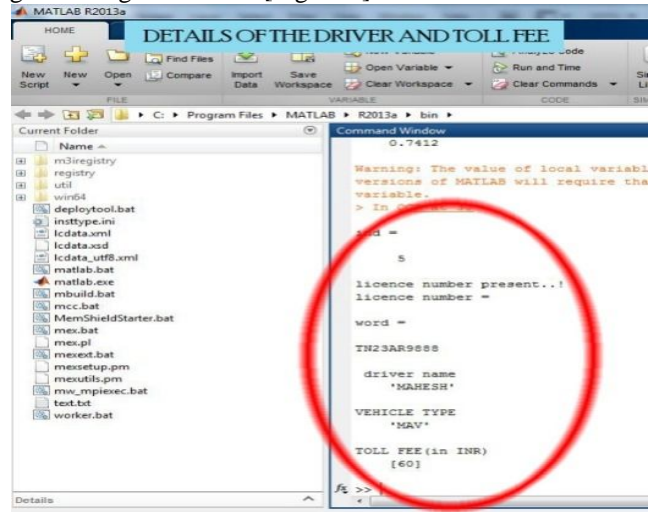 MATLAB R2013a
HOME
DETAILS OF THE DRIVER AND TOLL FEE
New Script
New
Open
Find Files
Compare
Import Data
Save Workspace
Open Variable
Clear Workspace
Run and Time
Clear Commands
FILE
VARIABLE
CODE
C: Program Files MATLAB R2013a bin
Current Folder
Name
m3iregistry
registry
util
win64
deploytool.bat
insttype.ini
lcdata.xml
lcdata.xsd
lcdata_utf8.xml
matlab.bat
matlab.exe
mbuild.bat
mcc.bat
MemShieldStarter.bat
mex.bat
mex.pl
mexext.bat
mexsetup.pm
mexutils.pm
mw_mpiexec.bat
text.txt
worker.bat
Details
Command Window
0.7412
Warning: The value of local variabl
versions of MATLAB will require tha
variable.
> In
=
5
licence number present..!
licence number =
word =
TN23AR9888
driver name
'MAHESH'
VEHICLE TYPE
'MAV'
TOLL FEE(in INR)
[60]
fx >>